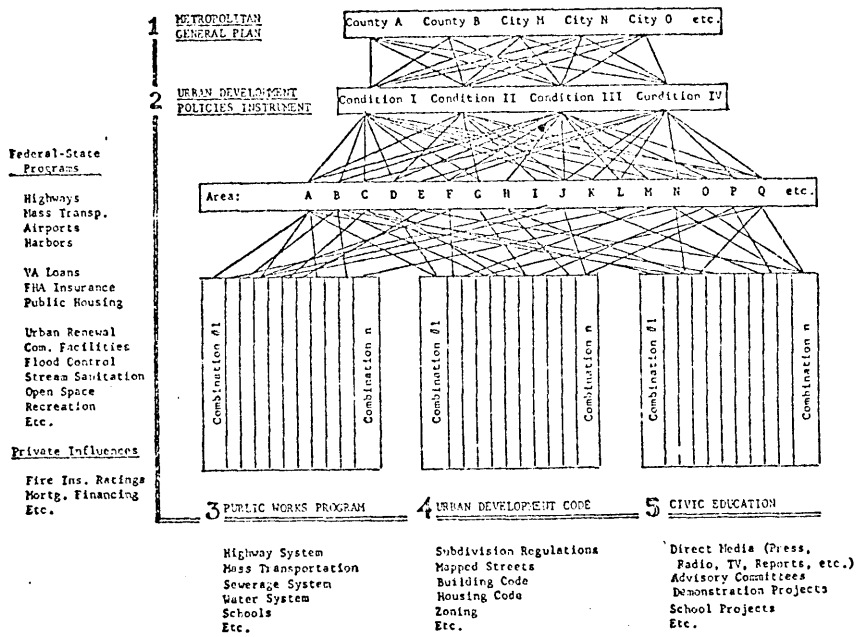 1 METROPOLITAN
GENERAL PLAN
County A County B City M City N City O etc.
2 URBAN DEVELOPMENT
POLICIES INSTRUMENT
Condition I Condition II Condition III Condition IV
Federal-State
Programs
Highways
Mass Transp.
Airports
Harbors
VA Loans
FHA Insurance
Public Housing
Urban Renewal
Com. Facilities
Flood Control
Stream Sanitation
Open Space
Recreation
Etc.
Private Influences
Fire Ins. Ratings
Mortg. Financing
Etc.
Area: A B C D E F G H I J K L M N O P Q etc.
Combination #1
Combination n
Combination #1
Combination n
Combination #1
Combination n
3 PUBLIC WORKS PROGRAM
Highway System
Mass Transportation
Sewerage System
Water System
Schools
Etc.
4 URBAN DEVELOPMENT CODE
Subdivision Regulations
Mapped Streets
Building Code
Housing Code
Zoning
Etc.
5 CIVIC EDUCATION
Direct Media (Press,
Radio, TV, Reports, etc.)
Advisory Committees
Demonstration Projects
School Projects
Etc.